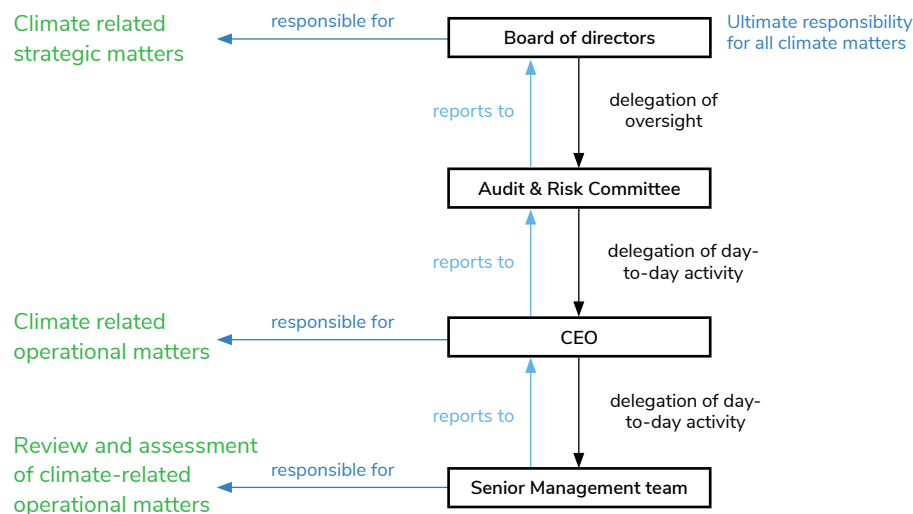 Climate related
strategic matters
responsible for
Board of directors
Ultimate responsibility
for all climate matters
reports to
delegation of
oversight
Audit & Risk Committee
reports to
delegation of day-
to-day activity
Climate related
operational matters
responsible for
CEO
reports to
delegation of day-
to-day activity
Review and assessment
of climate-related
operational matters
responsible for
Senior Management team